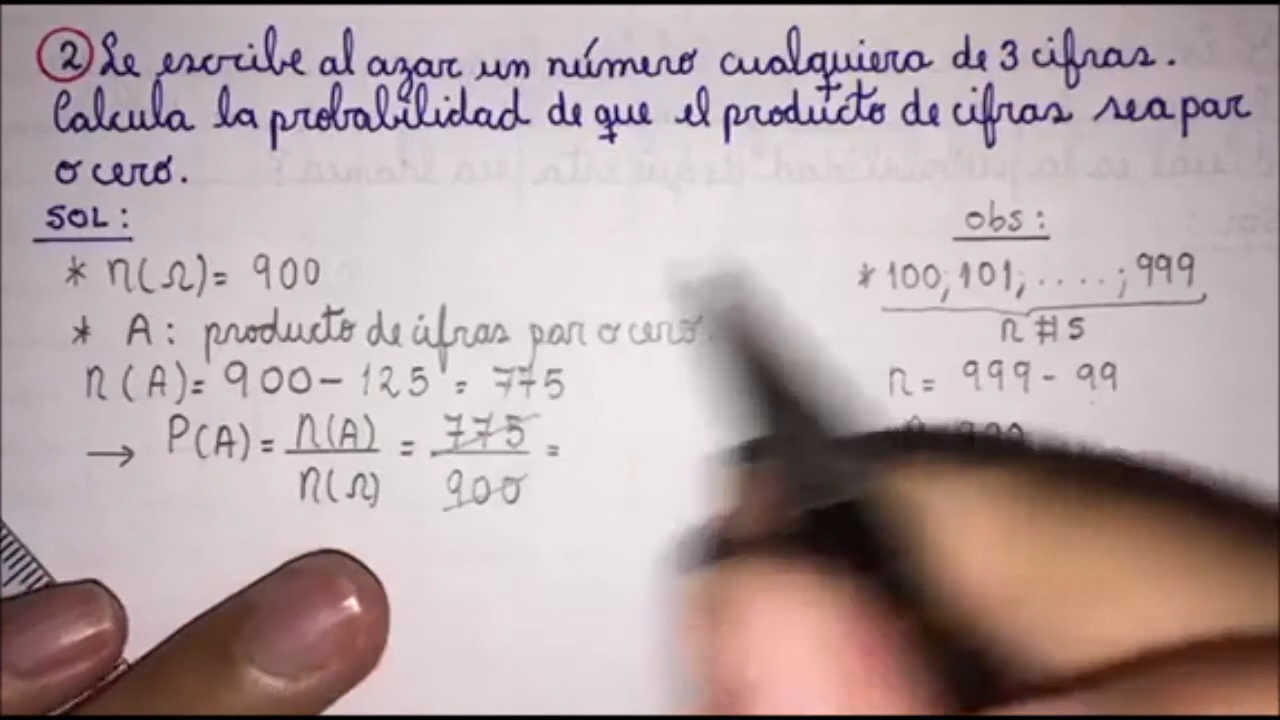 2 Se escribe al azar un número cualquiera de 3 cifras.
Calcula la probabilidad de que el producto de cifras sea par
o cero.
SOL:
* n(Ω)= 900
* A: producto de cifras par o cero.
n(A)= 900-125 = 775
→ P(A) = n(A)/n(Ω) = 775/900 =
obs:
* 100; 101; ....; 999
n #s
n = 999 - 99